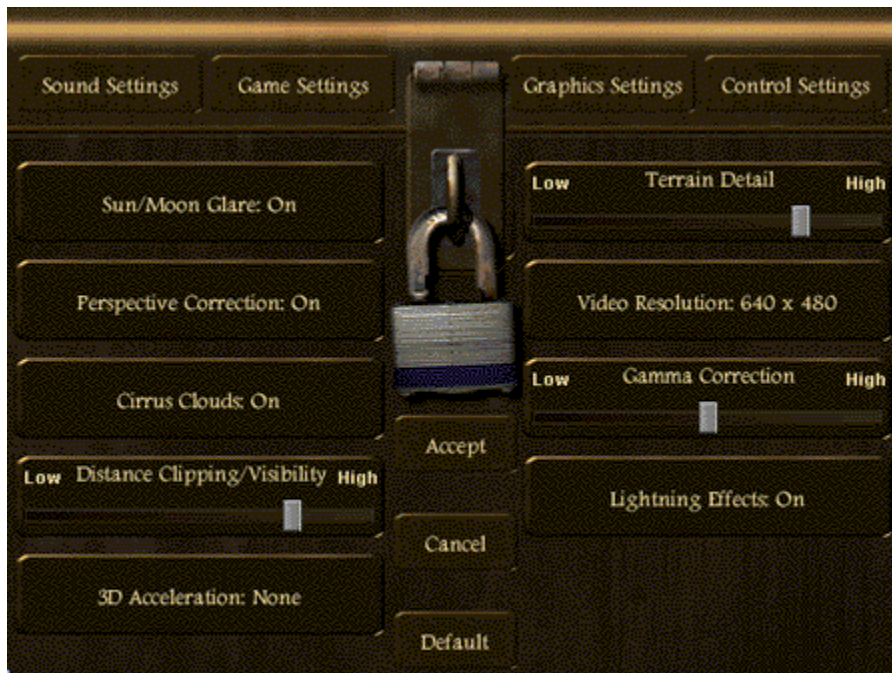 Sound Settings
Game Settings
Graphics Settings
Control Settings
Sun/Moon Glare: On
Perspective Correction: On
Cirrus Clouds: On
Low Distance Clipping/Visibility High
3D Acceleration: None
Accept
Cancel
Default
Low Terrain Detail High
Video Resolution: 640 x 480
Low Gamma Correction High
Lightning Effects: On